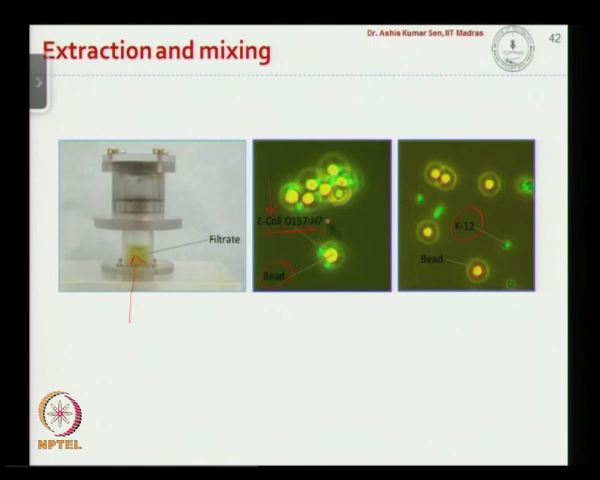 Dr. Ashis Kumar Sen, IIT Madras
42
Extraction and mixing
Filtrate
E-Coli O157:H7
Bead
K-12
Bead
NPTEL